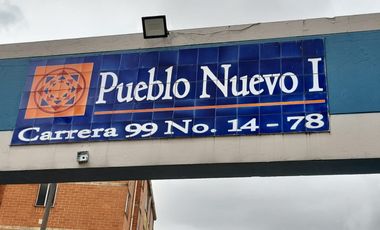 Pueblo Nuevo I
Carrera 99 No. 14 - 78